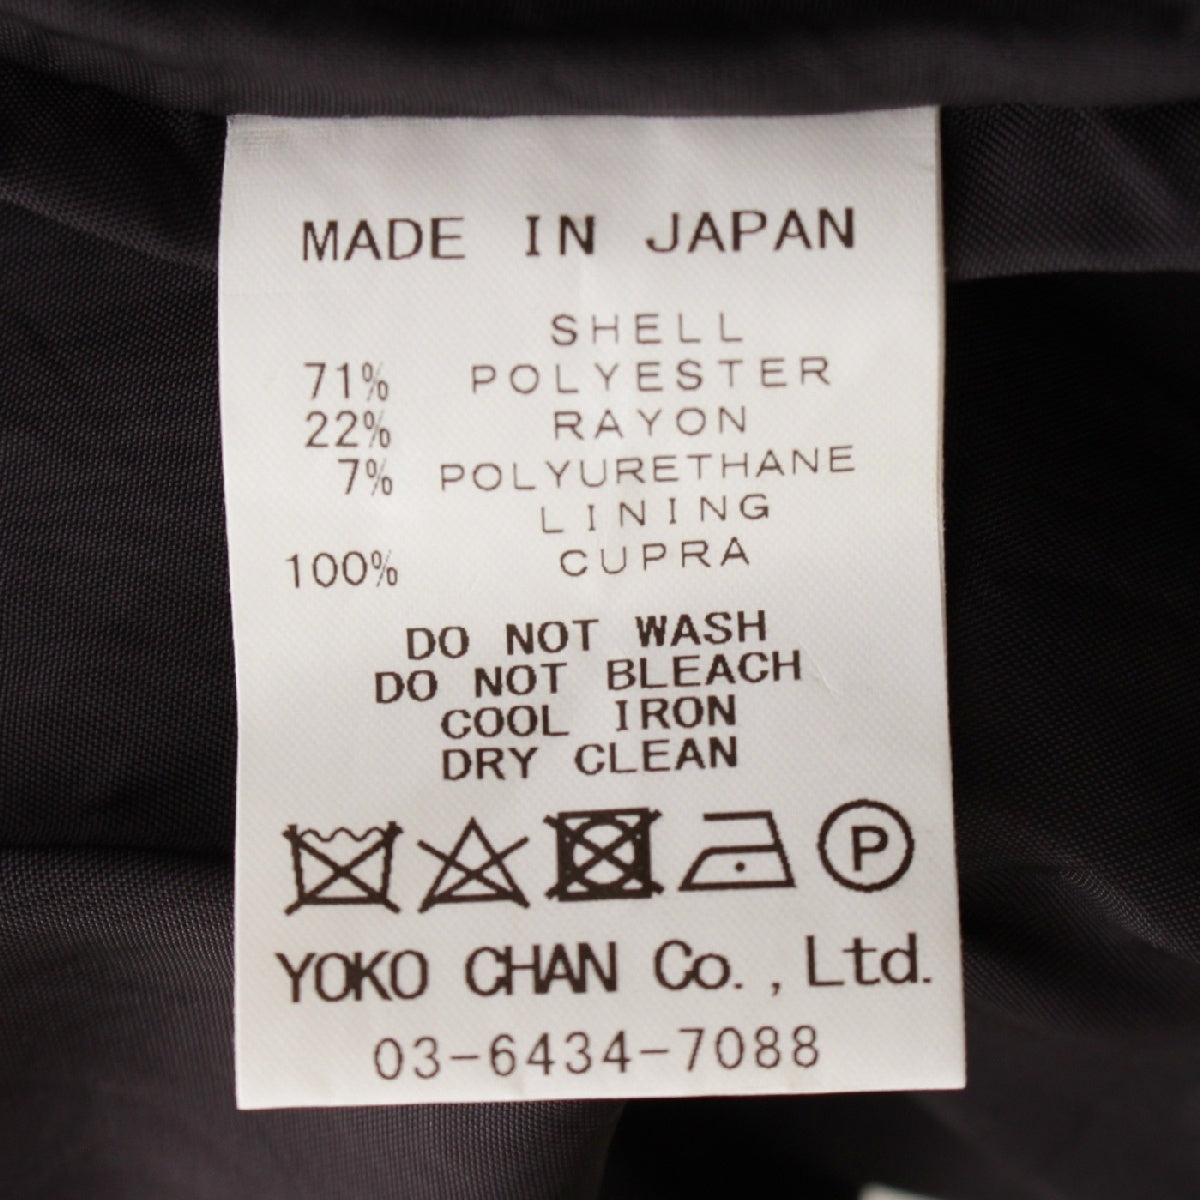 MADE IN JAPAN
SHELL
71% POLYESTER
22% RAYON
7% POLYURETHANE
LINING
100% CUPRA
DO NOT WASH
DO NOT BLEACH
COOL IRON
DRY CLEAN
P
YOKO CHAN Co., Ltd.
03-6434-7088